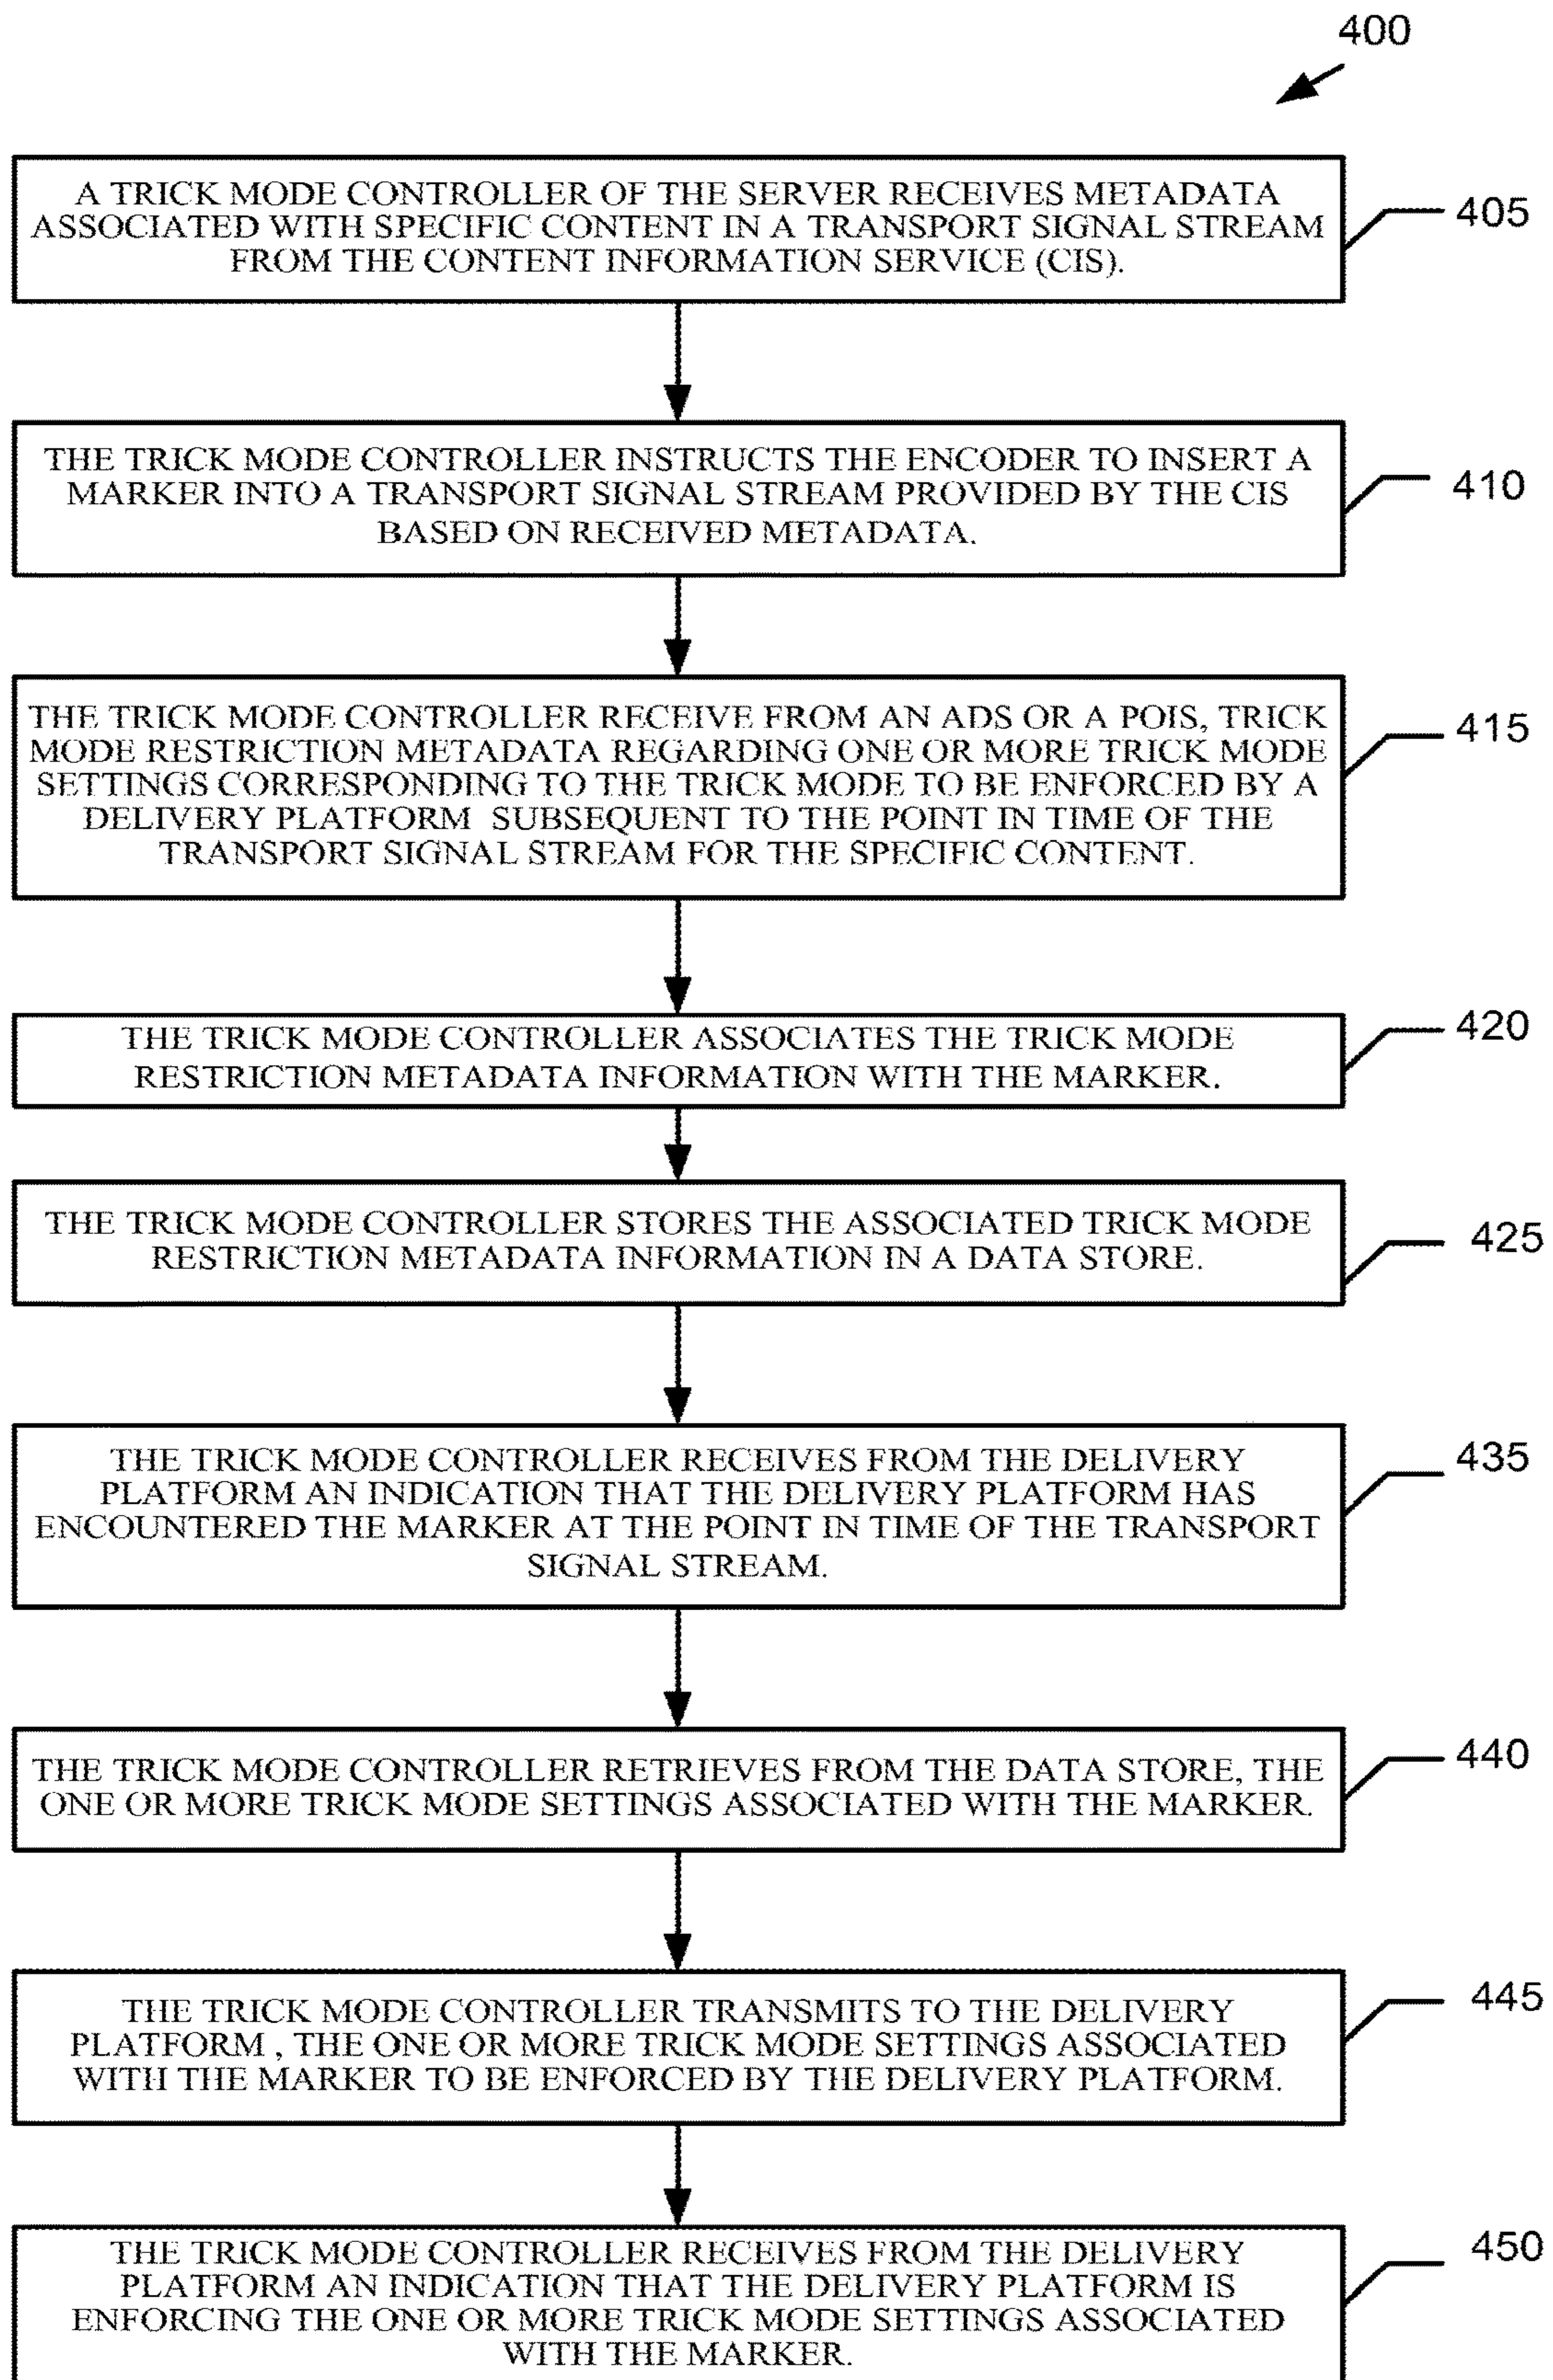 400
A TRICK MODE CONTROLLER OF THE SERVER RECEIVES METADATA
ASSOCIATED WITH SPECIFIC CONTENT IN A TRANSPORT SIGNAL STREAM
FROM THE CONTENT INFORMATION SERVICE (CIS).
405
THE TRICK MODE CONTROLLER INSTRUCTS THE ENCODER TO INSERT A
MARKER INTO A TRANSPORT SIGNAL STREAM PROVIDED BY THE CIS
BASED ON RECEIVED METADATA.
410
THE TRICK MODE CONTROLLER RECEIVE FROM AN ADS OR A POIS, TRICK
MODE RESTRICTION METADATA REGARDING ONE OR MORE TRICK MODE
SETTINGS CORRESPONDING TO THE TRICK MODE TO BE ENFORCED BY A
DELIVERY PLATFORM SUBSEQUENT TO THE POINT IN TIME OF THE
TRANSPORT SIGNAL STREAM FOR THE SPECIFIC CONTENT.
415
THE TRICK MODE CONTROLLER ASSOCIATES THE TRICK MODE
RESTRICTION METADATA INFORMATION WITH THE MARKER.
420
THE TRICK MODE CONTROLLER STORES THE ASSOCIATED TRICK MODE
RESTRICTION METADATA INFORMATION IN A DATA STORE.
425
THE TRICK MODE CONTROLLER RECEIVES FROM THE DELIVERY
PLATFORM AN INDICATION THAT THE DELIVERY PLATFORM HAS
ENCOUNTERED THE MARKER AT THE POINT IN TIME OF THE TRANSPORT
SIGNAL STREAM.
435
THE TRICK MODE CONTROLLER RETRIEVES FROM THE DATA STORE, THE
ONE OR MORE TRICK MODE SETTINGS ASSOCIATED WITH THE MARKER.
440
THE TRICK MODE CONTROLLER TRANSMITS TO THE DELIVERY
PLATFORM , THE ONE OR MORE TRICK MODE SETTINGS ASSOCIATED
WITH THE MARKER TO BE ENFORCED BY THE DELIVERY PLATFORM.
445
THE TRICK MODE CONTROLLER RECEIVES FROM THE DELIVERY
PLATFORM AN INDICATION THAT THE DELIVERY PLATFORM IS
ENFORCING THE ONE OR MORE TRICK MODE SETTINGS ASSOCIATED
WITH THE MARKER.
450